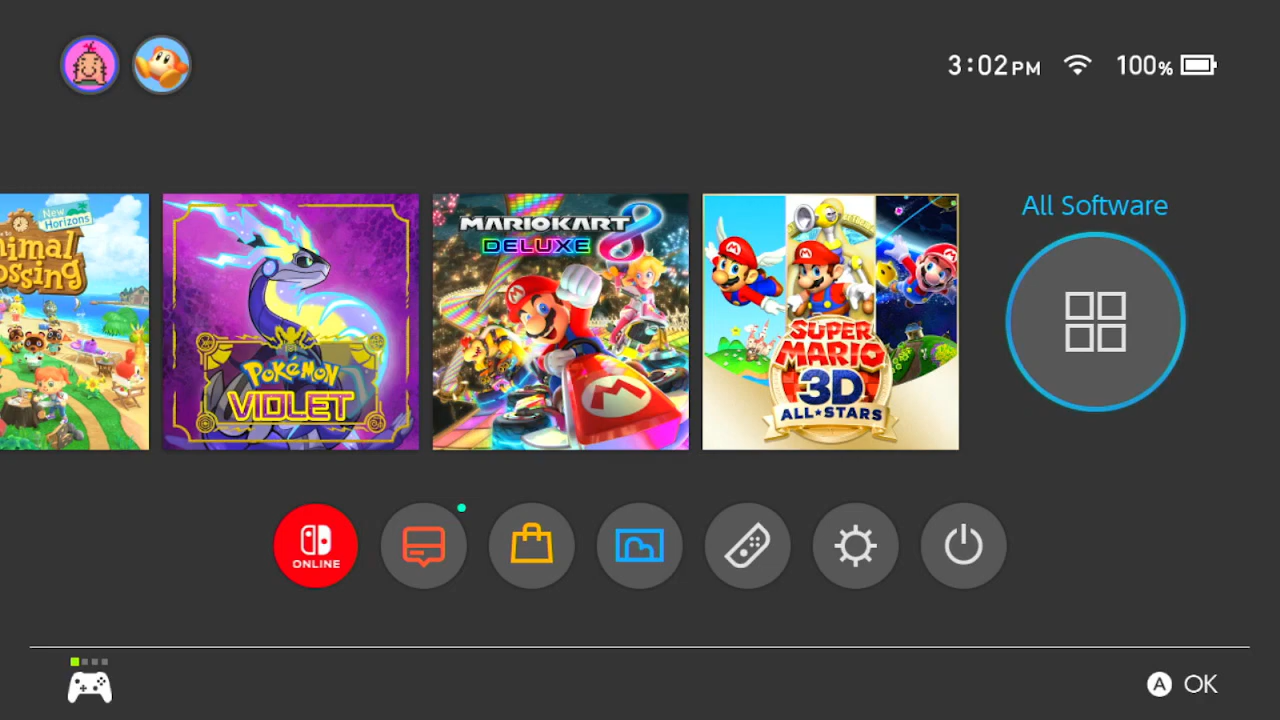 3:02PM 100%
All Software
New
Horizons
nimal
ossing
POKéMON
VIOLET
MARIOKART 8
DELUXE
SUPER
MARIO
3D
ALL★STARS
ONLINE
A OK